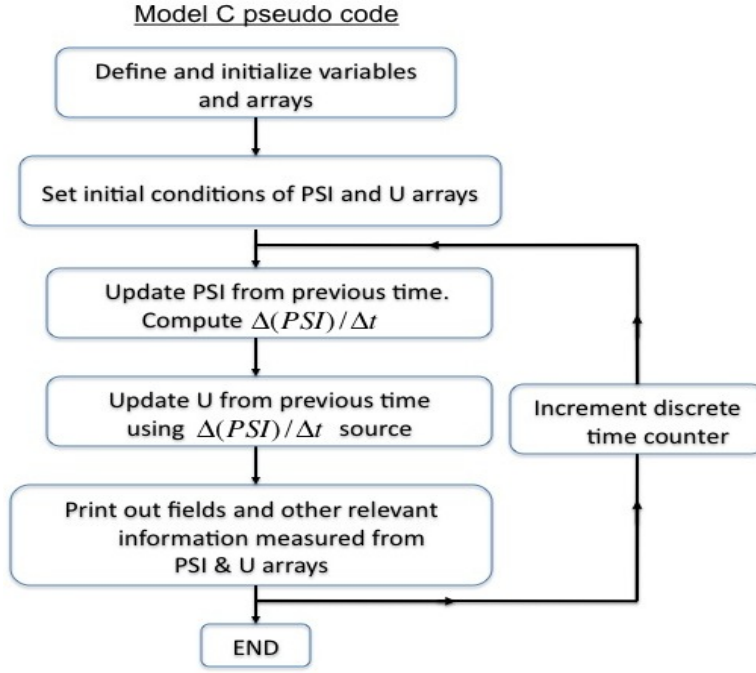 Model C pseudo code
Define and initialize variables
and arrays
Set initial conditions of PSI and U arrays
Update PSI from previous time.
Compute Δ(PSI)/Δt
Update U from previous time
using Δ(PSI)/Δt source
Increment discrete
time counter
Print out fields and other relevant
information measured from
PSI & U arrays
END